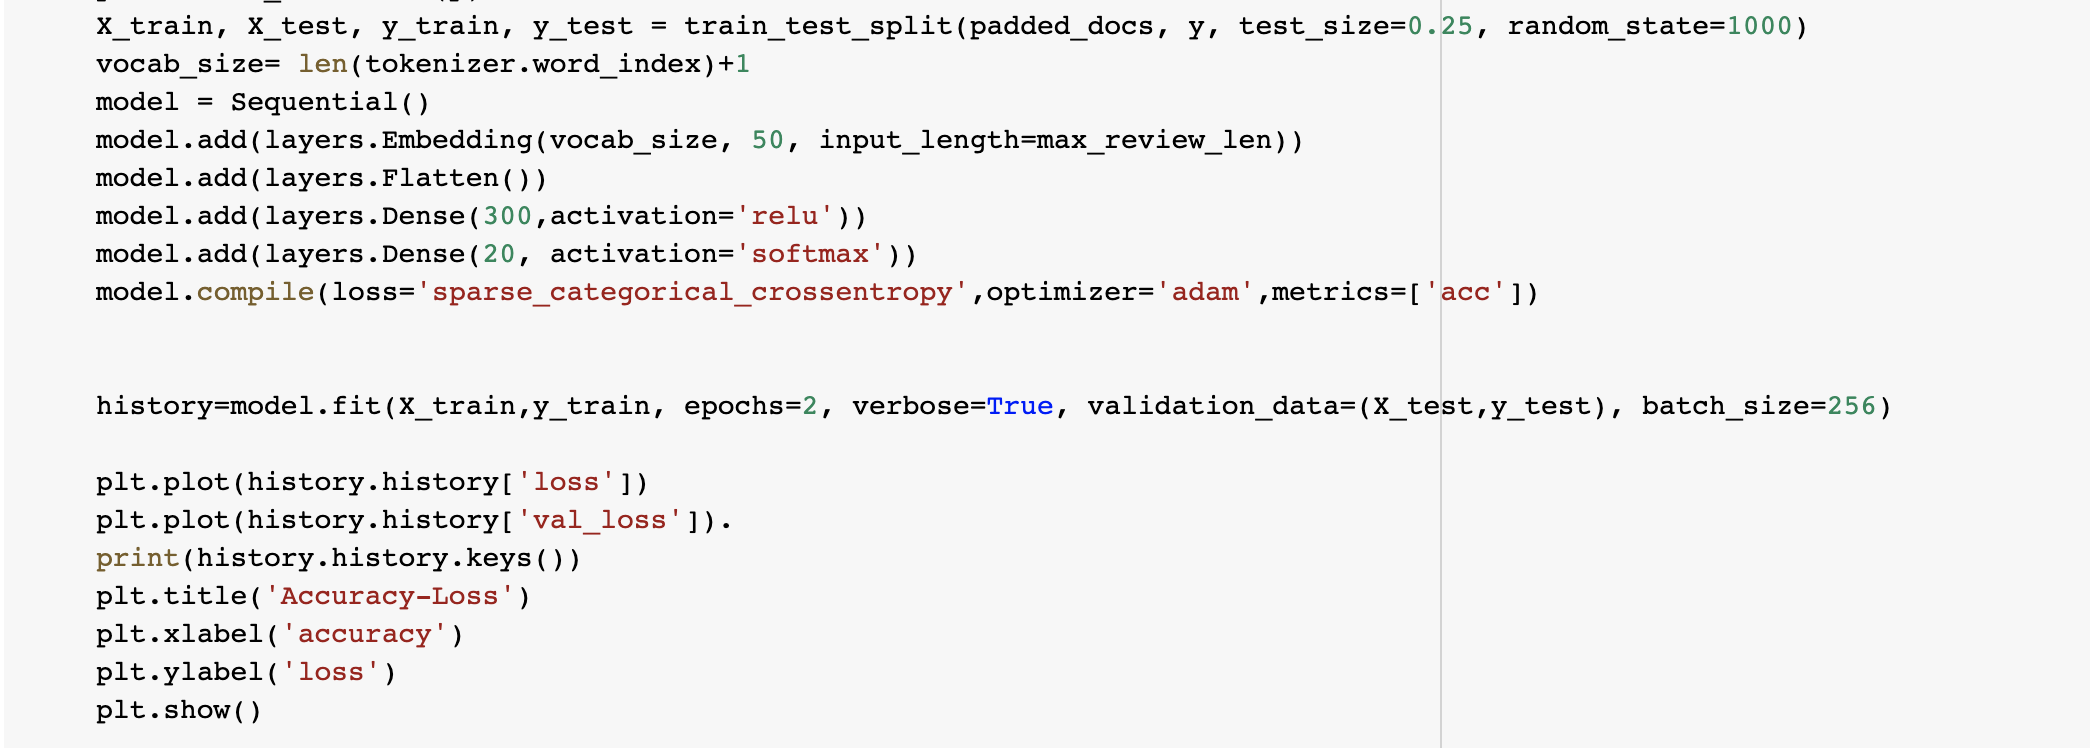 X_train, X_test, y_train, y_test = train_test_split(padded_docs, y, test_size=0.25, random_state=1000)
vocab_size= len(tokenizer.word_index)+1
model = Sequential()
model.add(layers.Embedding(vocab_size, 50, input_length=max_review_len))
model.add(layers.Flatten())
model.add(layers.Dense(300,activation='relu'))
model.add(layers.Dense(20, activation='softmax'))
model.compile(loss='sparse_categorical_crossentropy',optimizer='adam',metrics=['acc'])
history=model.fit(X_train,y_train, epochs=2, verbose=True, validation_data=(X_test,y_test), batch_size=256)
plt.plot(history.history['loss'])
plt.plot(history.history['val_loss']).
print(history.history.keys())
plt.title('Accuracy-Loss')
plt.xlabel('accuracy')
plt.ylabel('loss')
plt.show()